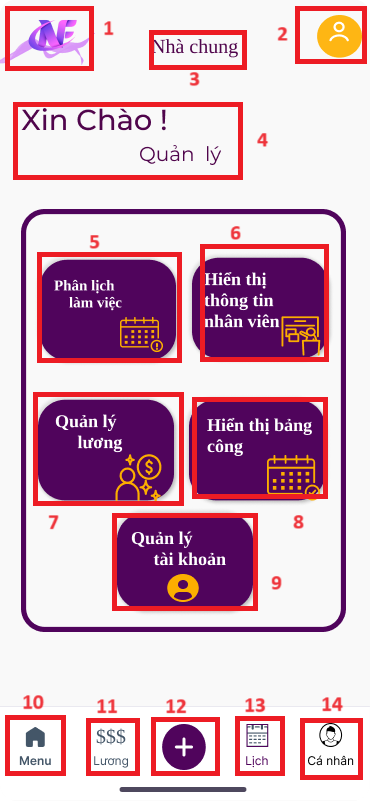 NE
1
2
Nhà chung
3
Xin Chào !
Quản lý
4
5
6
Phân lịch
làm việc
Hiển thị
thông tin
nhân viên
Quản lý
lương
$
Hiển thị bảng
công
7
8
Quản lý
tài khoản
9
10
11
12
13
14
$$$
Menu
Lương
Lịch
Cá nhân